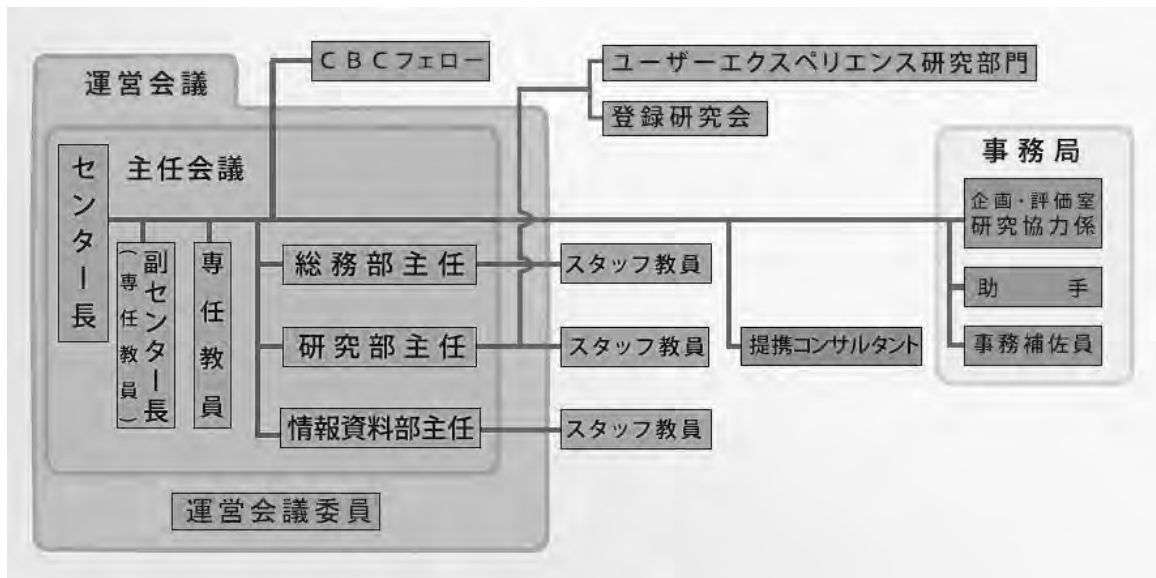 CBCフェロー
ユーザーエクスペリエンス研究部門
登録研究会
運営会議
主任会議
センター長
副センター長
(専任教員)
専任教員
総務部主任
スタッフ教員
研究部主任
スタッフ教員
情報資料部主任
スタッフ教員
運営会議委員
提携コンサルタント
事務局
企画・評価室
研究協力係
助手
事務補佐員